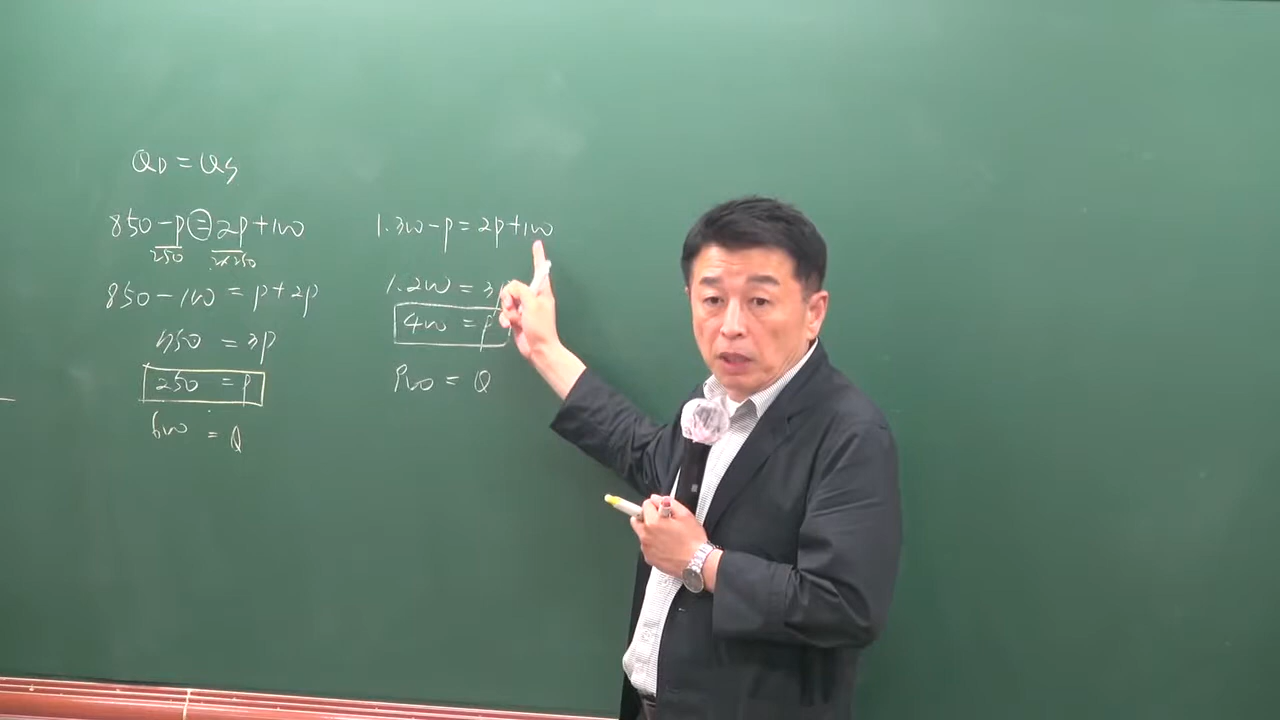 QD = QS
850 - P = 2P + 100
250 2×250
850 - 100 = P + 2P
750 = 3P
250 = P
600 = Q
1.300 - P = 2P + 100
1.200 = 3
400 = P
900 = Q